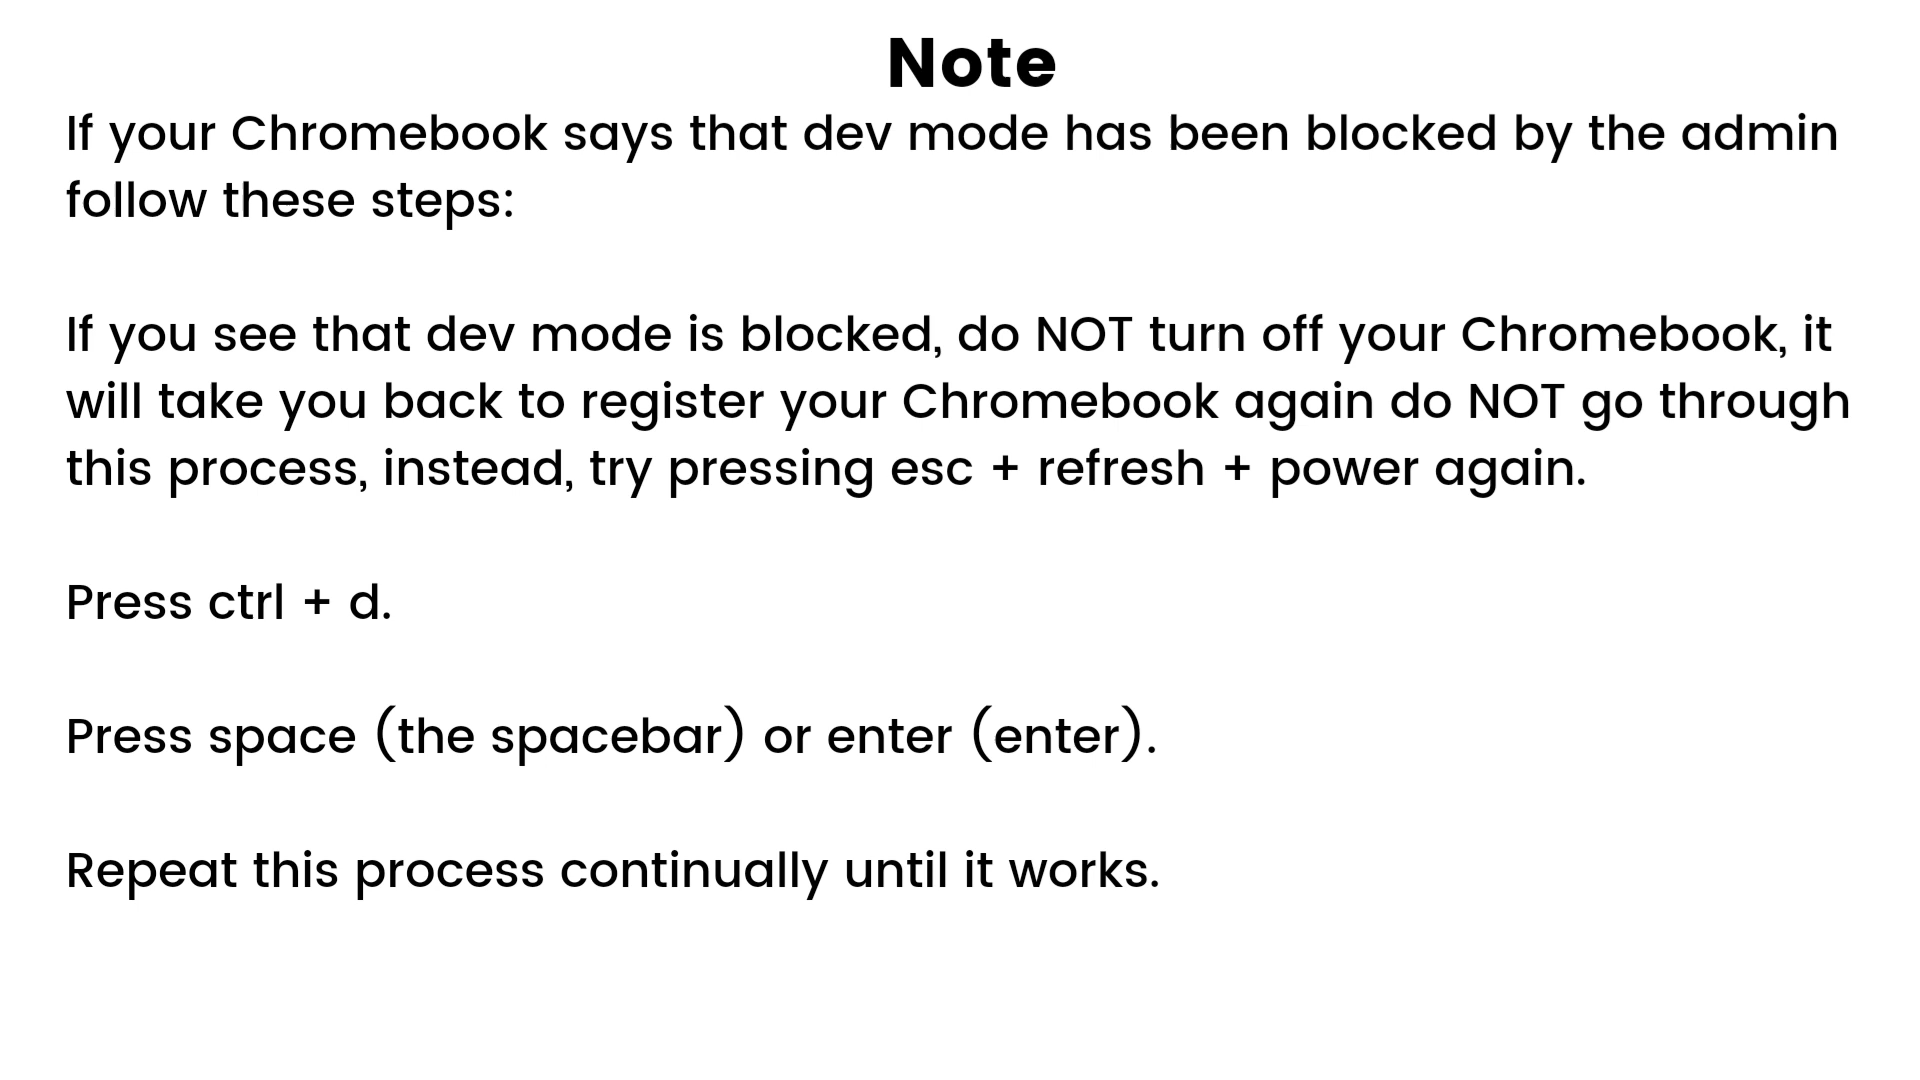 Note
If your Chromebook says that dev mode has been blocked by the admin
follow these steps:
If you see that dev mode is blocked, do NOT turn off your Chromebook, it
will take you back to register your Chromebook again do NOT go through
this process, instead, try pressing esc + refresh + power again.
Press ctrl + d.
Press space (the spacebar) or enter (enter).
Repeat this process continually until it works.